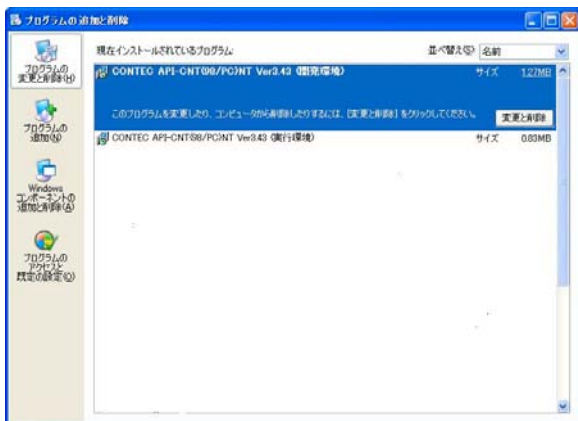 プログラムの追加と削除
プログラムの
変更と削除(H)
プログラムの
追加(N)
Windows
コンポーネントの
追加と削除(A)
プログラムの
アクセスと
既定の設定(O)
現在インストールされているプログラム:
並べ替え(S): 名前
CONTEC API-CNT(98/PC)NT Ver3.43 (開発環境)
サイズ 1.27MB
このプログラムを変更したり、コンピュータから削除したりするには、[変更と削除] をクリックしてください。
変更と削除
CONTEC API-CNT(98/PC)NT Ver3.43 (実行環境)
サイズ 0.83MB